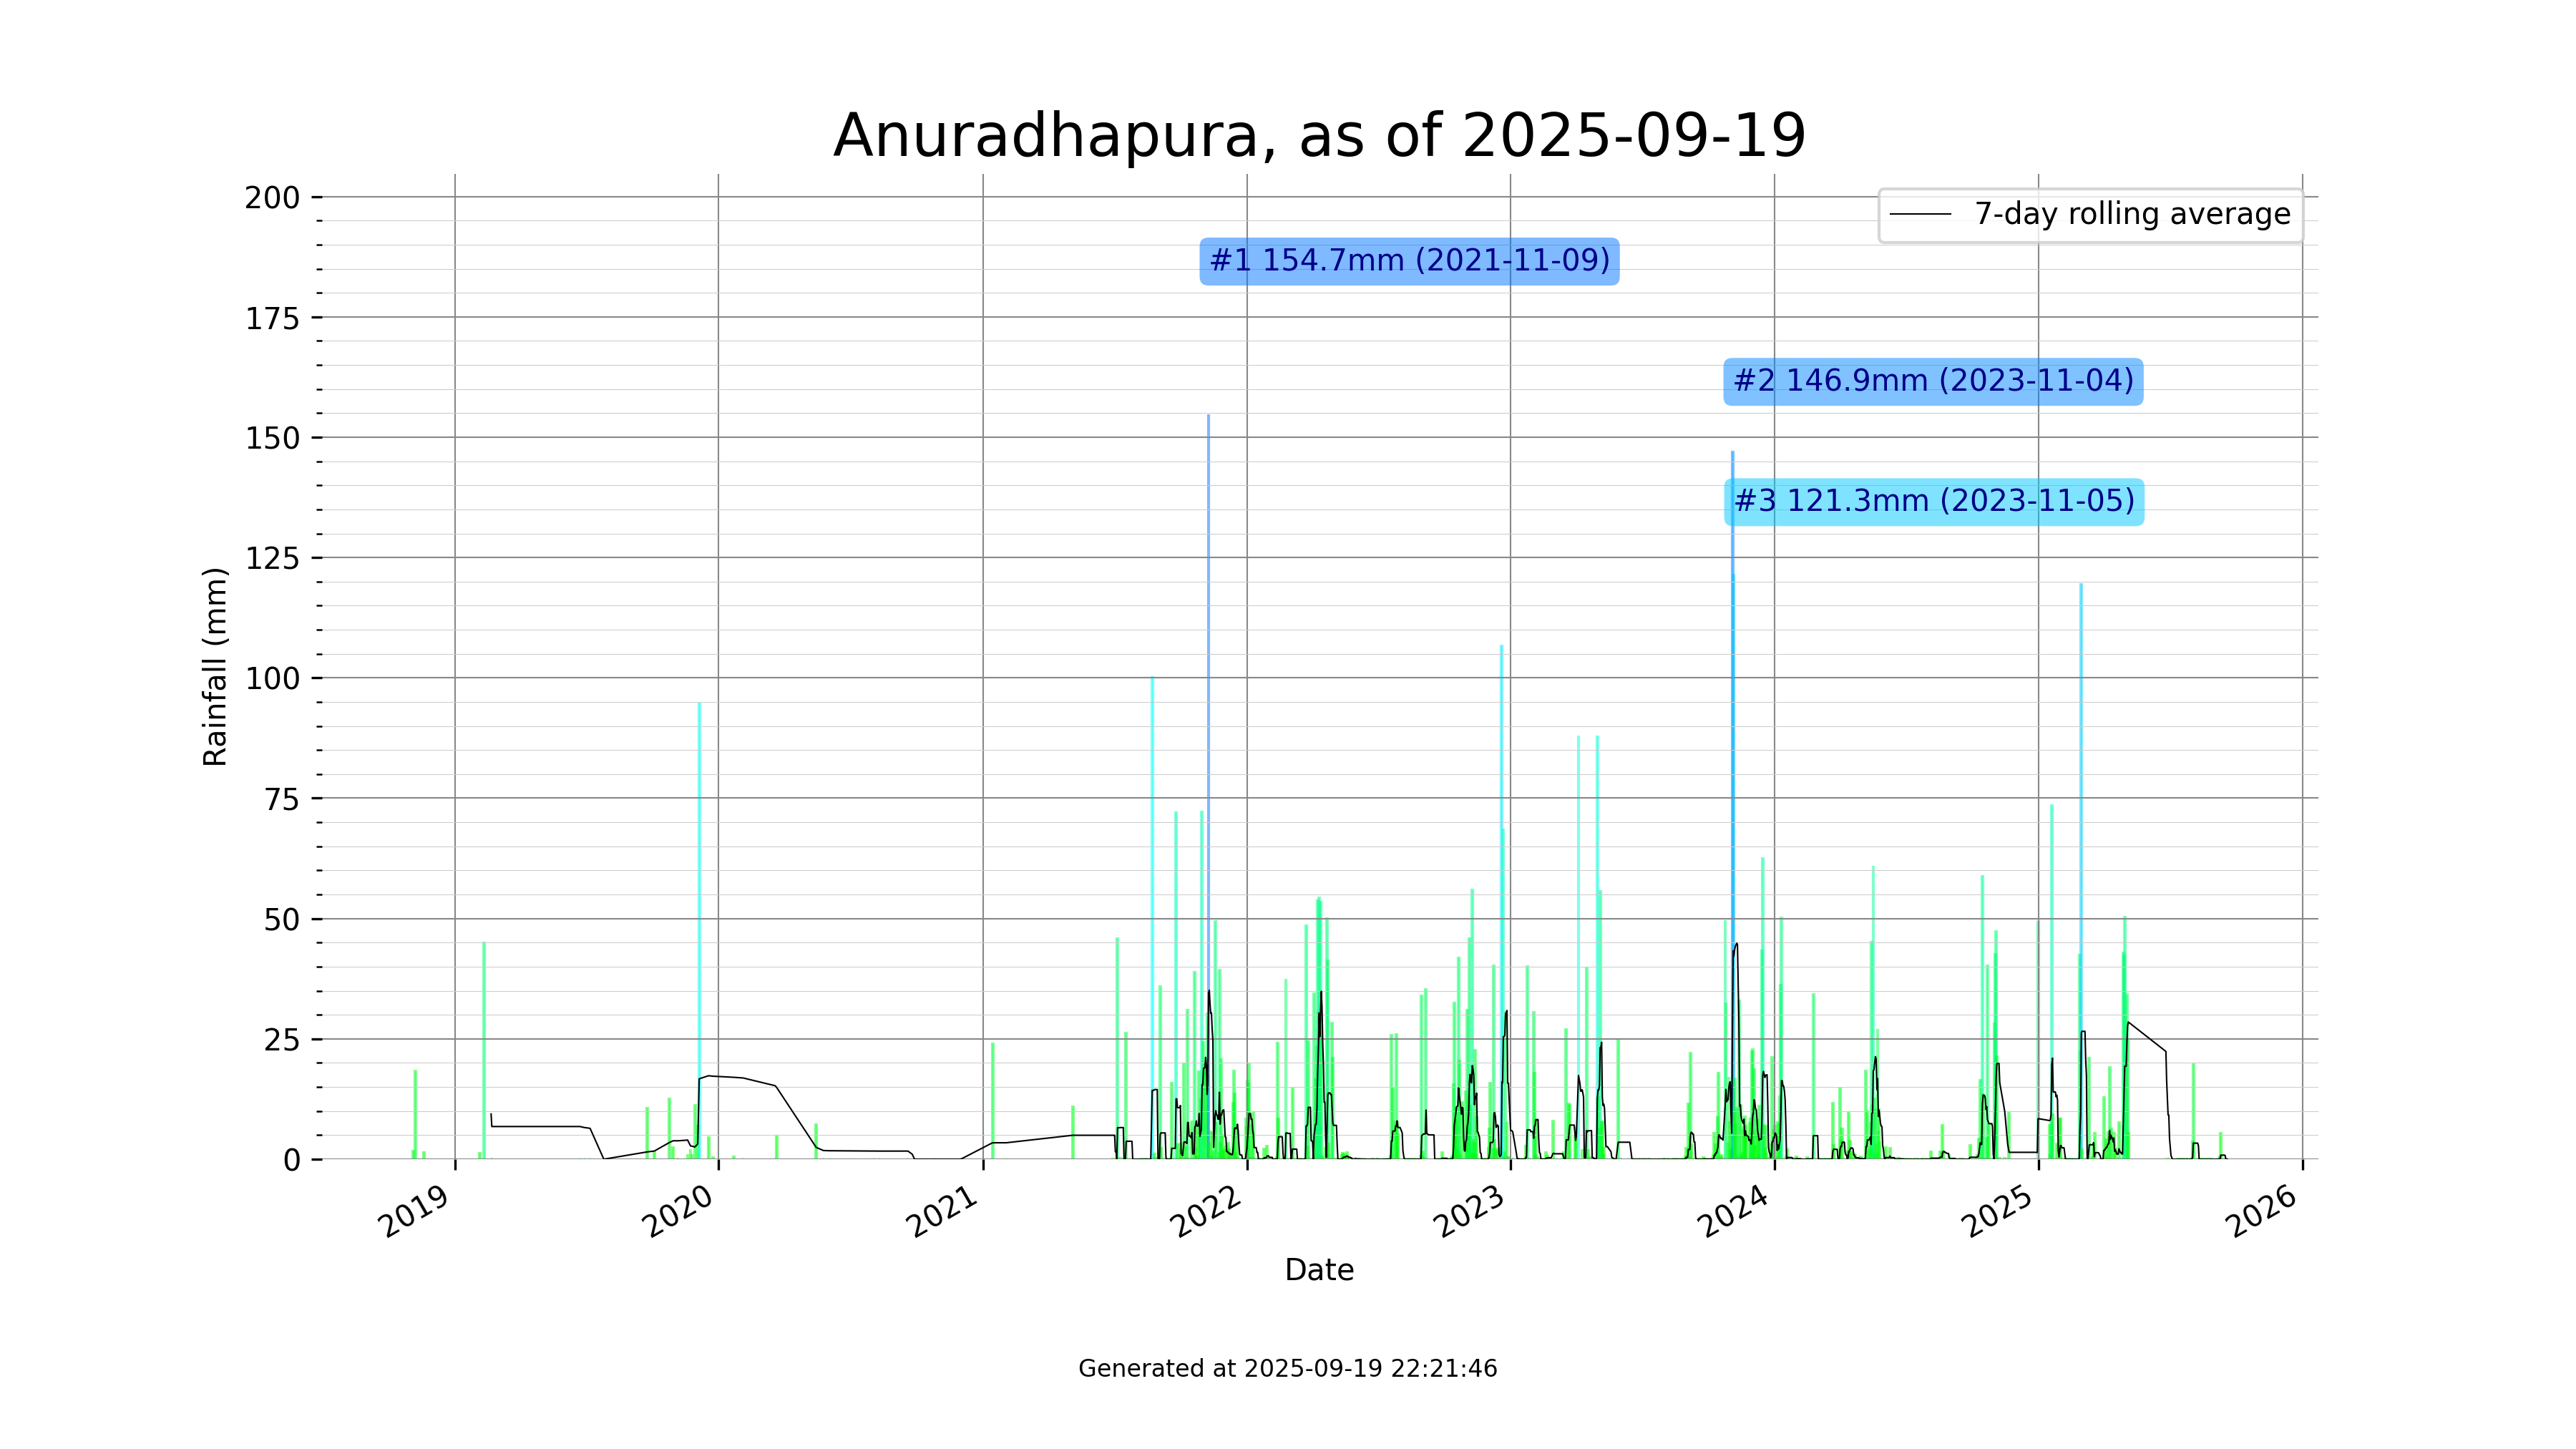 Anuradhapura, as of 2025-09-19
7-day rolling average
#1 154.7mm (2021-11-09)
#2 146.9mm (2023-11-04)
#3 121.3mm (2023-11-05)
Rainfall (mm)
200
175
150
125
100
75
50
25
0
2019
2020
2021
2022
2023
2024
2025
2026
Date
Generated at 2025-09-19 22:21:46